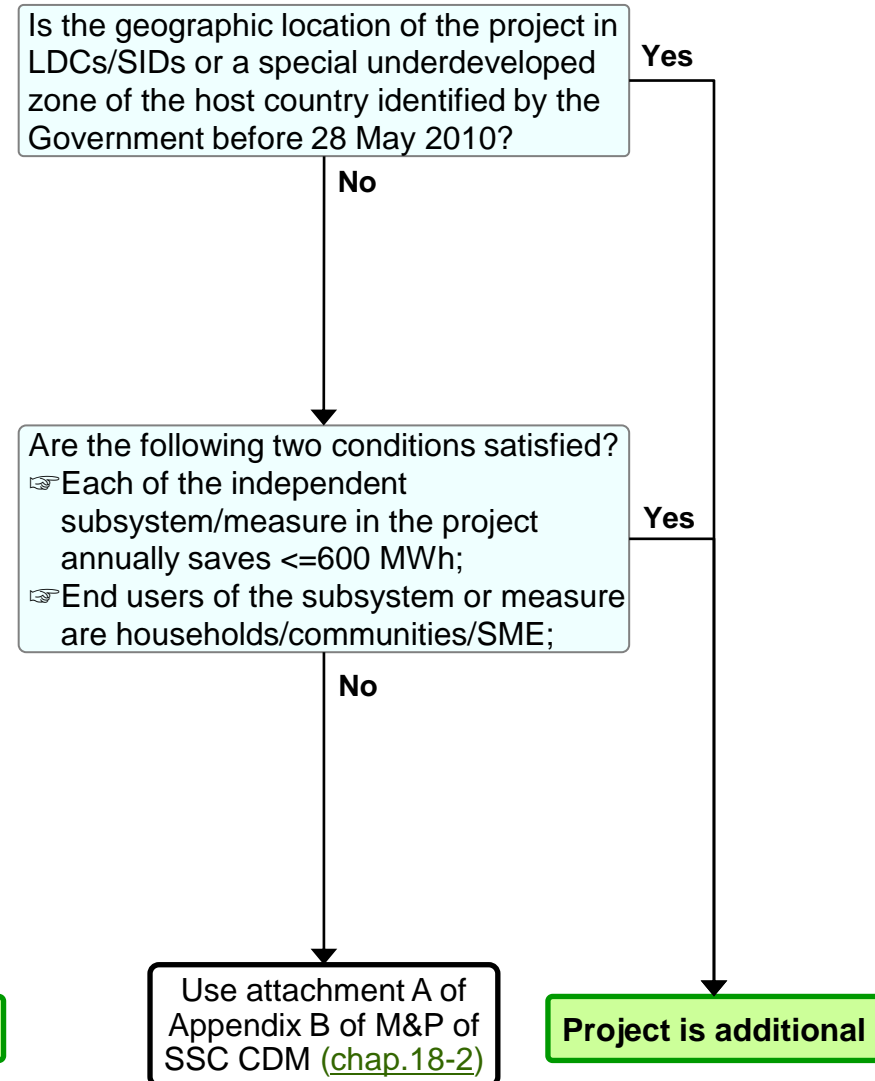 Is the geographic location of the project in
LDCs/SIDs or a special underdeveloped
zone of the host country identified by the
Government before 28 May 2010?
Yes
No
Are the following two conditions satisfied?
☞Each of the independent
subsystem/measure in the project
annually saves <=600 MWh;
☞End users of the subsystem or measure
are households/communities/SME;
Yes
No
Use attachment A of
Appendix B of M&P of
SSC CDM (chap.18-2)
Project is additional